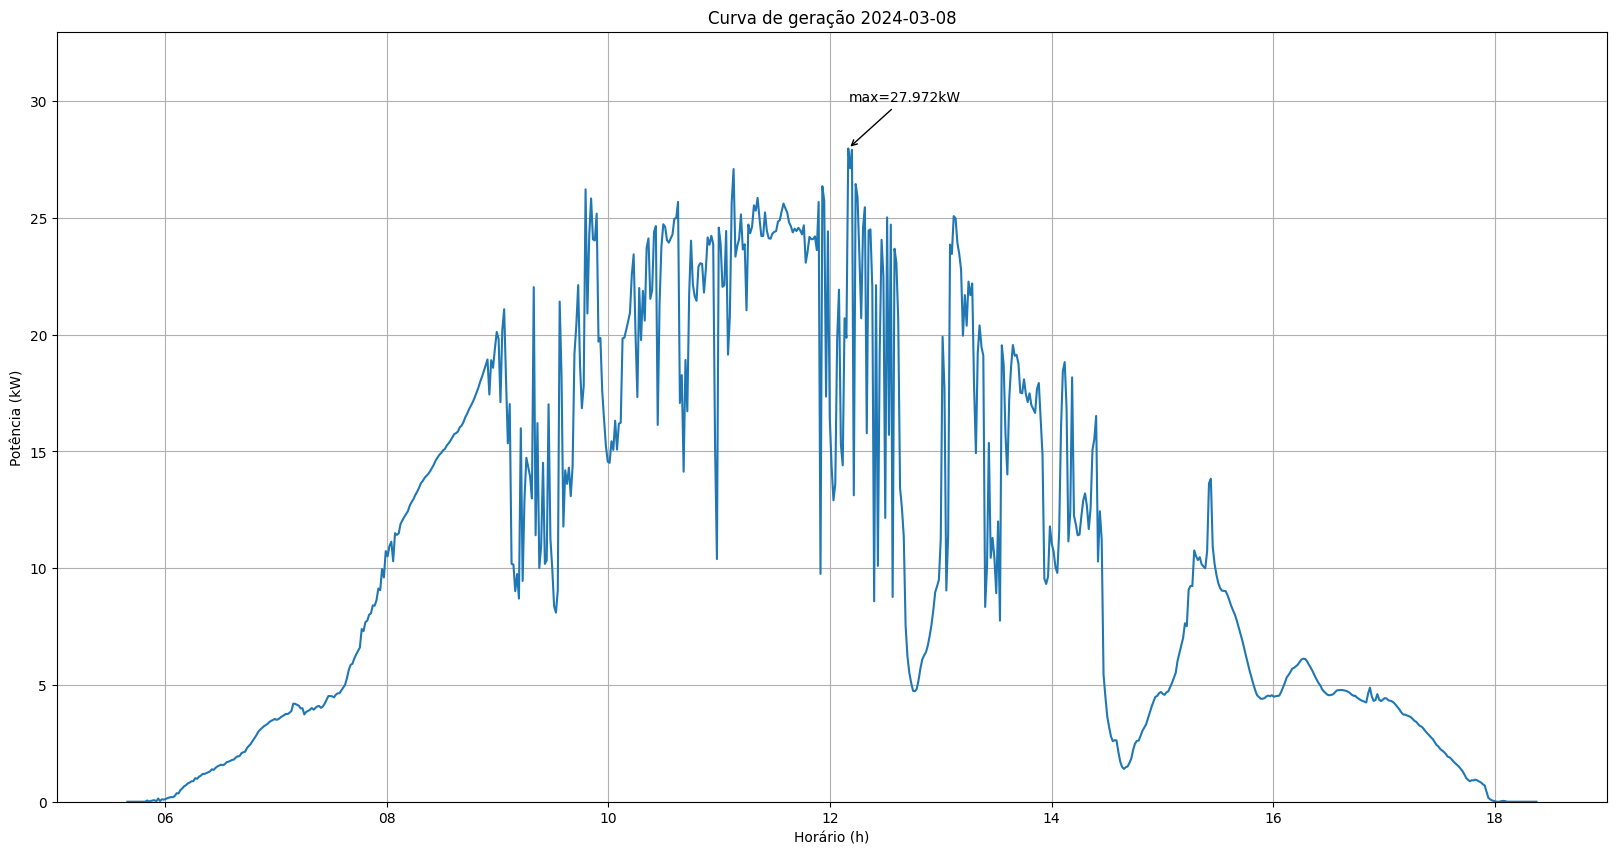 Curva de geração 2024-03-08
max=27.972kW
30
25
20
15
10
5
0
Potência (kW)
06 08 10 12 14 16 18
Horário (h)